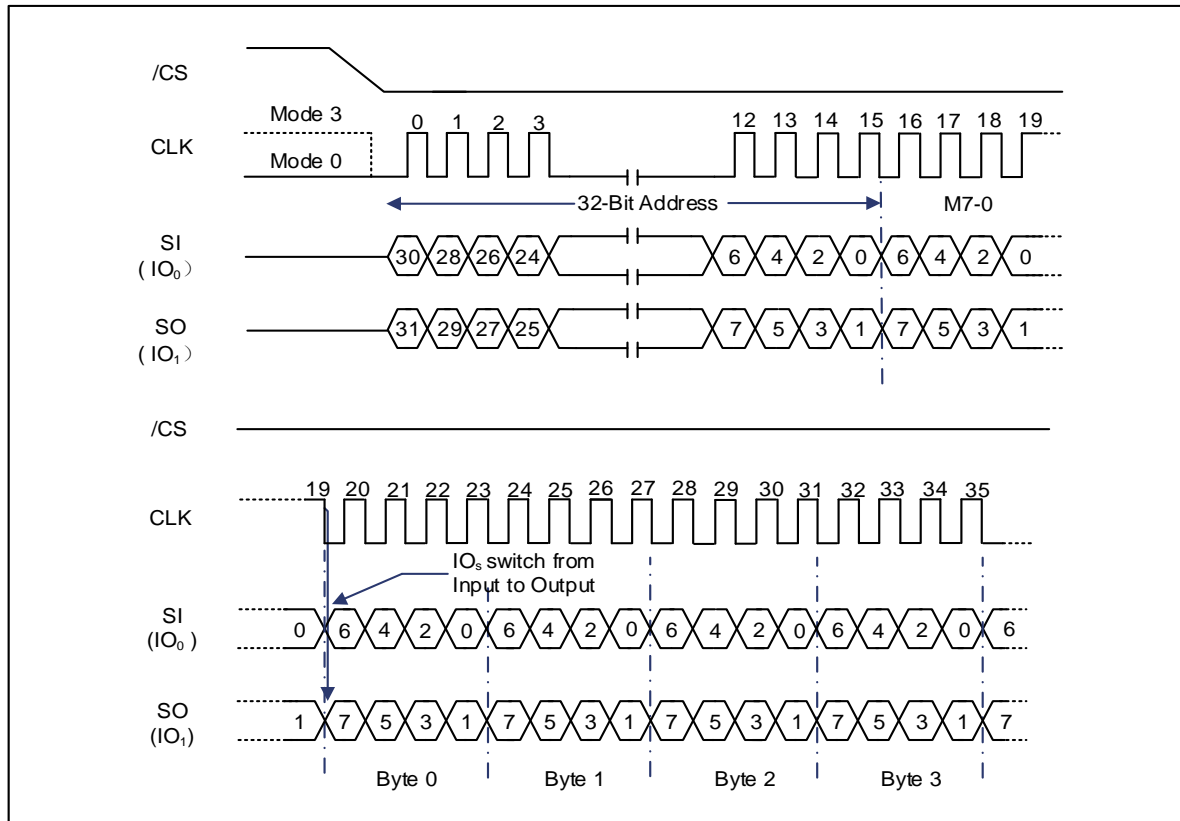 /CS
Mode 3
Mode 0
CLK
0 1 2 3 12 13 14 15 16 17 18 19
32-Bit Address
M7-0
SI
( IO₀ )
30 28 26 24 6 4 2 0 6 4 2 0
SO
( IO₁ )
31 29 27 25 7 5 3 1 7 5 3 1
/CS
CLK
19 20 21 22 23 24 25 26 27 28 29 30 31 32 33 34 35
IOₛ switch from
Input to Output
SI
(IO₀ )
0 6 4 2 0 6 4 2 0 6 4 2 0 6 4 2 0 6
SO
(IO₁)
1 7 5 3 1 7 5 3 1 7 5 3 1 7 5 3 1 7
Byte 0 Byte 1 Byte 2 Byte 3